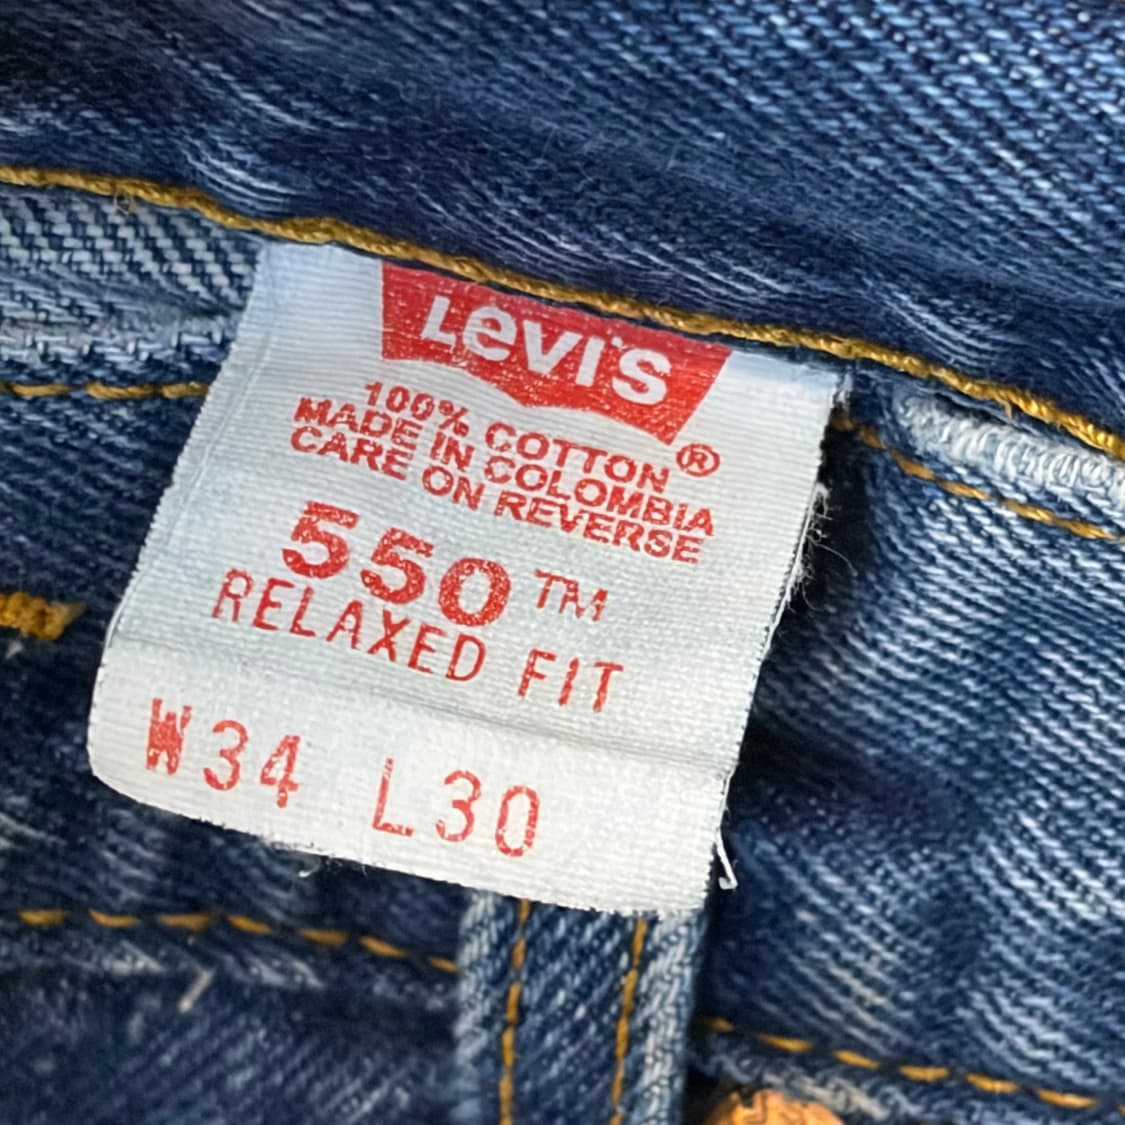 Levi's
®
100% COTTON
MADE IN COLOMBIA
CARE ON REVERSE
550™
RELAXED FIT
W34 L30